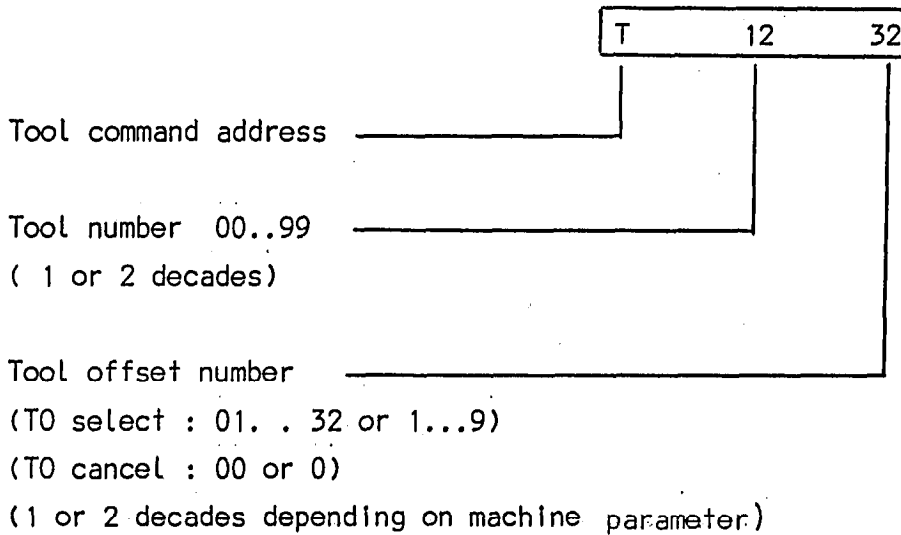 T 12 32
Tool command address
Tool number 00..99
( 1 or 2 decades)
Tool offset number
(TO select : 01. . 32 or 1...9)
(TO cancel : 00 or 0)
(1 or 2 decades depending on machine parameter)